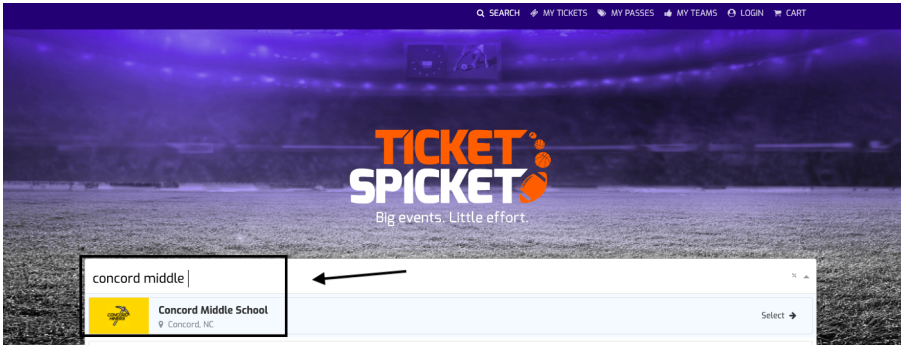 SEARCH MY TICKETS MY PASSES MY TEAMS LOGIN CART
TICKET
SPICKET
Big events. Little effort.
concord middle
Concord Middle School
Concord, NC
Select